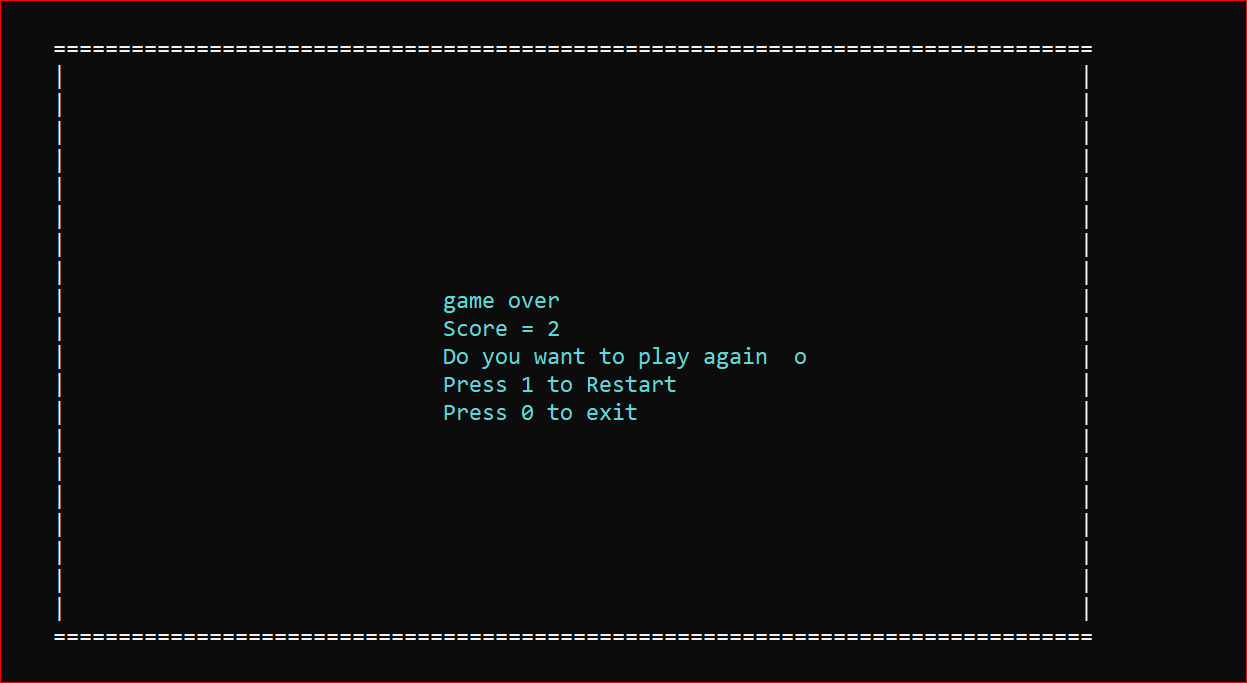 ================================================================================
game over
Score = 2
Do you want to play again  o
Press 1 to Restart
Press 0 to exit
================================================================================